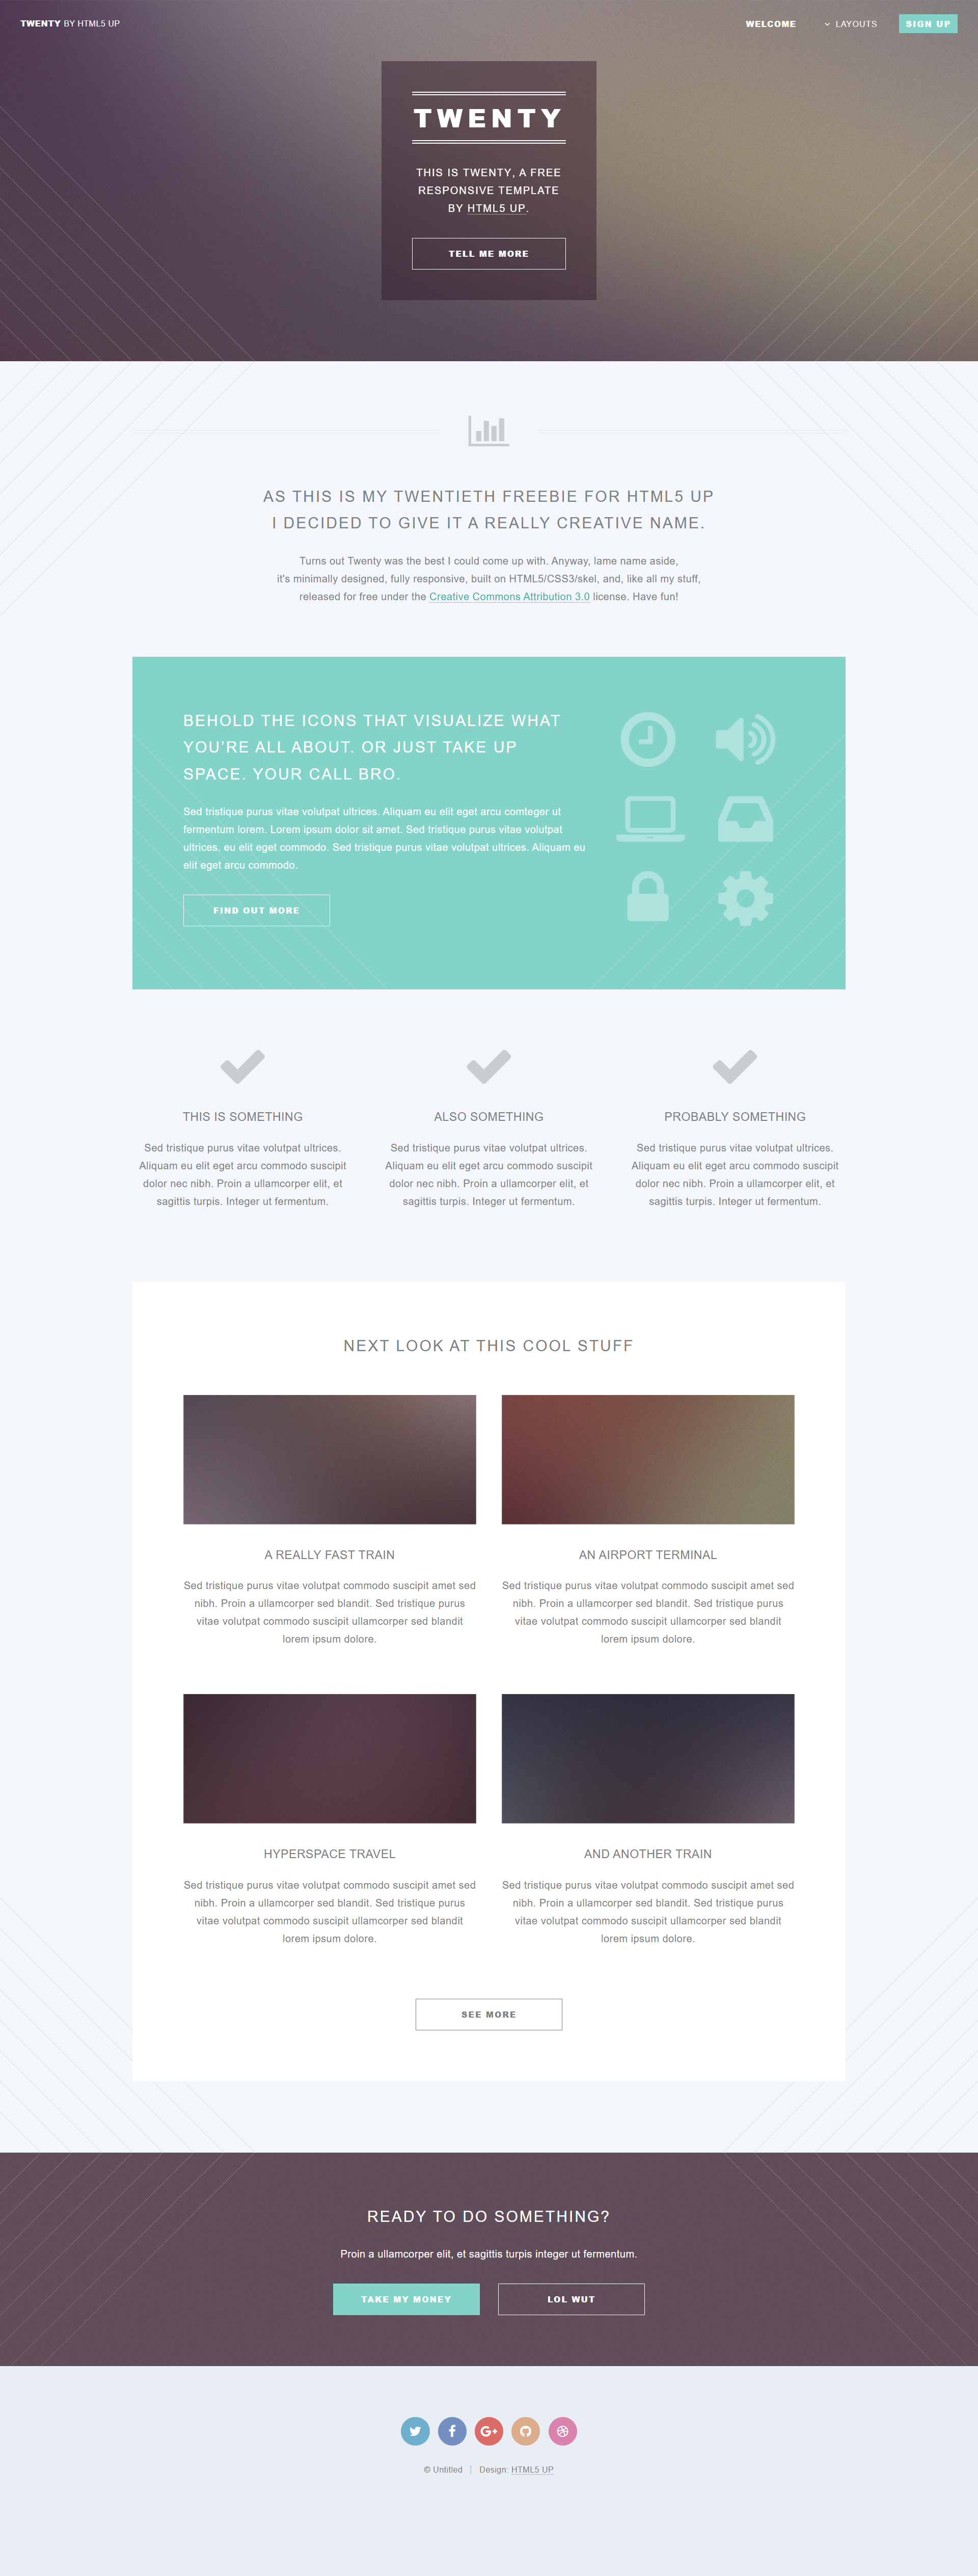 TWENTY BY HTML5 UP
WELCOME
LAYOUTS
SIGN UP
TWENTY
THIS IS TWENTY, A FREE
RESPONSIVE TEMPLATE
BY HTML5 UP.
TELL ME MORE
AS THIS IS MY TWENTIETH FREEBIE FOR HTML5 UP
I DECIDED TO GIVE IT A REALLY CREATIVE NAME.
Turns out Twenty was the best I could come up with. Anyway, lame name aside,
it's minimally designed, fully responsive, built on HTML5/CSS3/skel, and, like all my stuff,
released for free under the Creative Commons Attribution 3.0 license. Have fun!
BEHOLD THE ICONS THAT VISUALIZE WHAT
YOU’RE ALL ABOUT. OR JUST TAKE UP
SPACE. YOUR CALL BRO.
Sed tristique purus vitae volutpat ultrices. Aliquam eu elit eget arcu comteger ut
fermentum lorem. Lorem ipsum dolor sit amet. Sed tristique purus vitae volutpat
ultrices, eu elit eget commodo. Sed tristique purus vitae volutpat ultrices. Aliquam eu
elit eget arcu commodo.
FIND OUT MORE
THIS IS SOMETHING
Sed tristique purus vitae volutpat ultrices.
Aliquam eu elit eget arcu commodo suscipit
dolor nec nibh. Proin a ullamcorper elit, et
sagittis turpis. Integer ut fermentum.
ALSO SOMETHING
Sed tristique purus vitae volutpat ultrices.
Aliquam eu elit eget arcu commodo suscipit
dolor nec nibh. Proin a ullamcorper elit, et
sagittis turpis. Integer ut fermentum.
PROBABLY SOMETHING
Sed tristique purus vitae volutpat ultrices.
Aliquam eu elit eget arcu commodo suscipit
dolor nec nibh. Proin a ullamcorper elit, et
sagittis turpis. Integer ut fermentum.
NEXT LOOK AT THIS COOL STUFF
A REALLY FAST TRAIN
Sed tristique purus vitae volutpat commodo suscipit amet sed
nibh. Proin a ullamcorper sed blandit. Sed tristique purus
vitae volutpat commodo suscipit ullamcorper sed blandit
lorem ipsum dolore.
AN AIRPORT TERMINAL
Sed tristique purus vitae volutpat commodo suscipit amet sed
nibh. Proin a ullamcorper sed blandit. Sed tristique purus
vitae volutpat commodo suscipit ullamcorper sed blandit
lorem ipsum dolore.
HYPERSPACE TRAVEL
Sed tristique purus vitae volutpat commodo suscipit amet sed
nibh. Proin a ullamcorper sed blandit. Sed tristique purus
vitae volutpat commodo suscipit ullamcorper sed blandit
lorem ipsum dolore.
AND ANOTHER TRAIN
Sed tristique purus vitae volutpat commodo suscipit amet sed
nibh. Proin a ullamcorper sed blandit. Sed tristique purus
vitae volutpat commodo suscipit ullamcorper sed blandit
lorem ipsum dolore.
SEE MORE
READY TO DO SOMETHING?
Proin a ullamcorper elit, et sagittis turpis integer ut fermentum.
TAKE MY MONEY
LOL WUT
© Untitled
Design: HTML5 UP